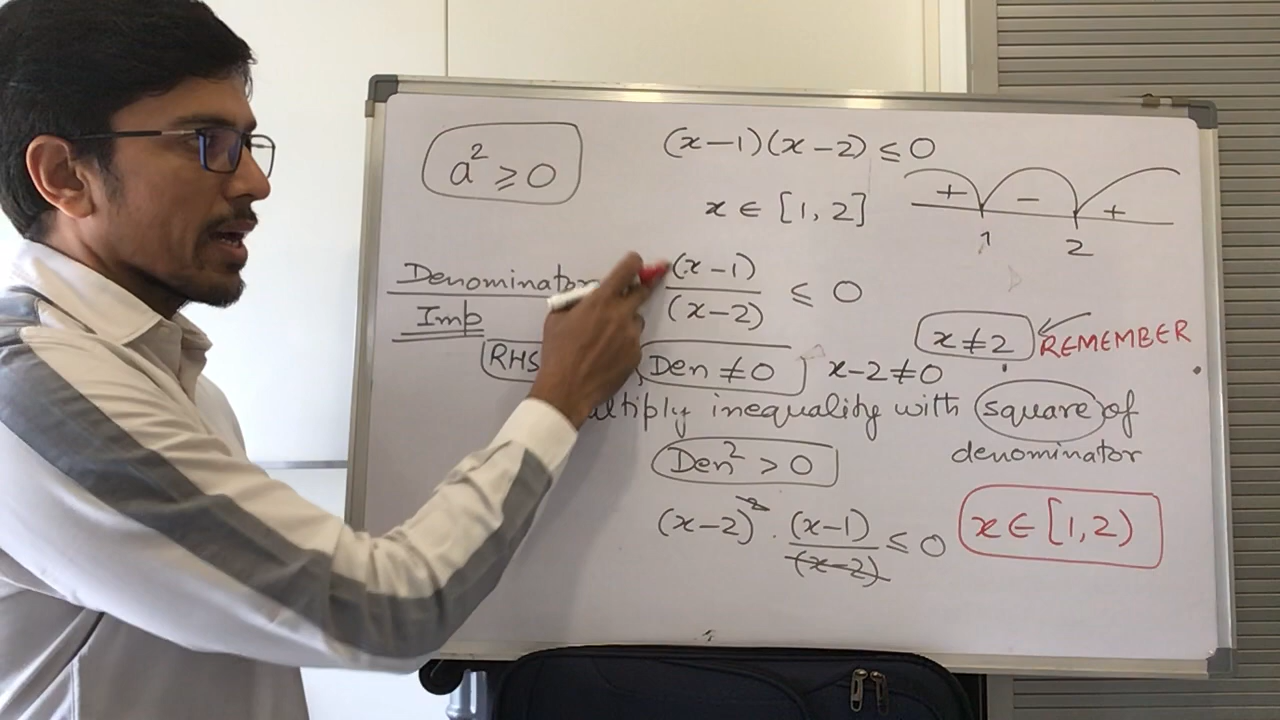 a² ≥ 0
(x-1)(x-2) ≤ 0
x ∈ [1, 2]
+ - +
1 2
Denominator
Imp
(x-1)
(x-2)
≤ 0
x ≠ 2
REMEMBER
RHS
Den ≠ 0
x-2 ≠ 0
inequality with square of
denominator
Den² > 0
(x-2)² · (x-1)
(x-2)
≤ 0
x ∈ [1, 2)